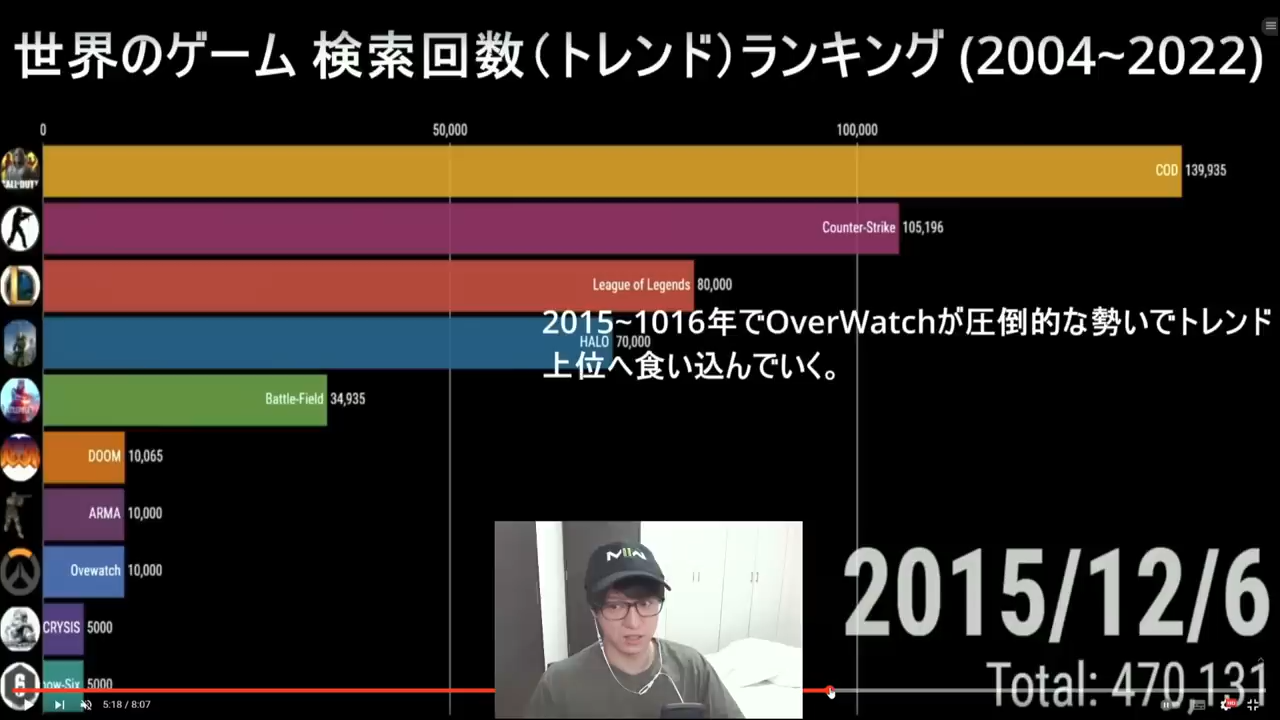 世界のゲーム 検索回数（トレンド）ランキング (2004~2022)
0
50,000
100,000
COD 139,935
Counter-Strike 105,196
League of Legends 80,000
2015~1016年でOverWatchが圧倒的な勢いでトレンド
HALO 70,000
上位へ食い込んでいく。
Battle-Field 34,935
DOOM 10,065
ARMA 10,000
Ovewatch 10,000
CRYSIS 5000
ow-Six 5000
2015/12/6
Total: 470,131
5:18 / 8:07